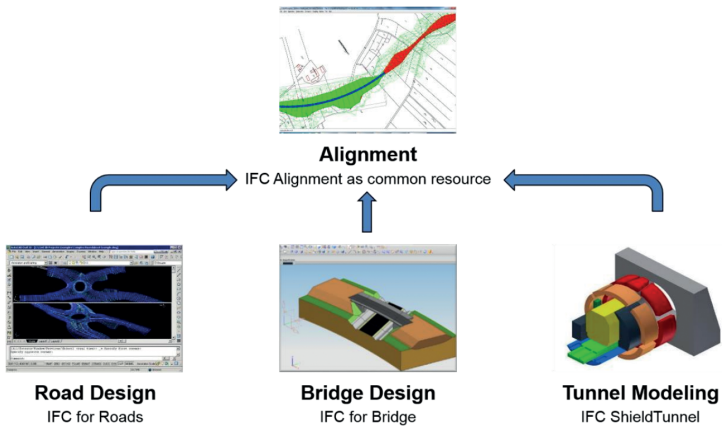 Alignment
IFC Alignment as common resource
Road Design
IFC for Roads
Bridge Design
IFC for Bridge
Tunnel Modeling
IFC ShieldTunnel